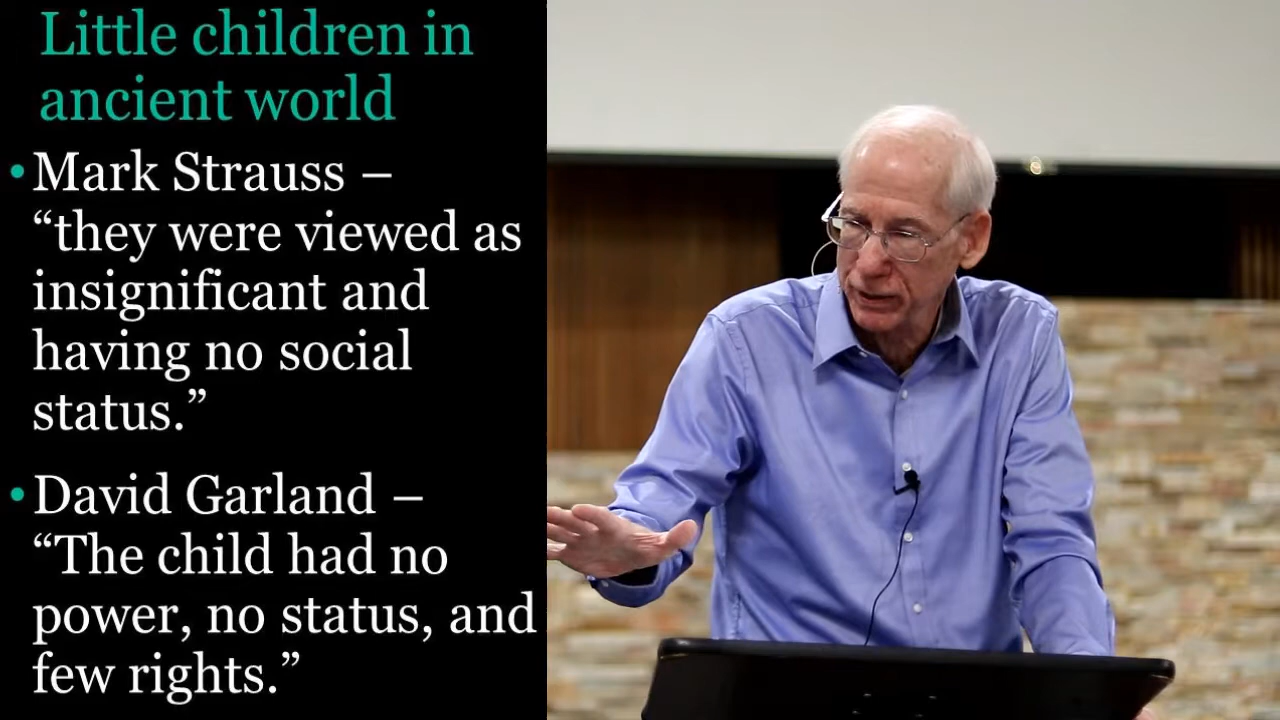 Little children in
ancient world
• Mark Strauss –
“they were viewed as
insignificant and
having no social
status.”
• David Garland –
“The child had no
power, no status, and
few rights.”